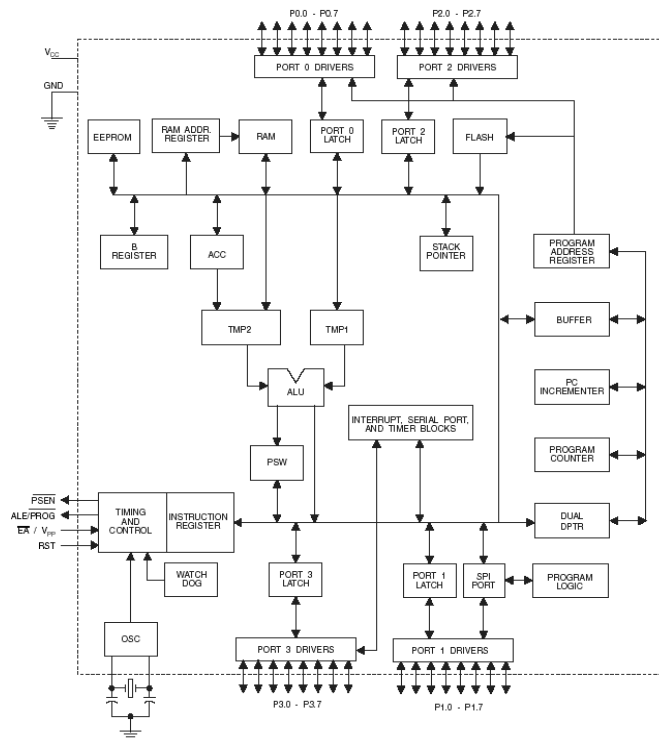 P0.0 - P0.7
P2.0 - P2.7
VCC
PORT 0 DRIVERS
PORT 2 DRIVERS
GND
EEPROM
RAM ADDR.
REGISTER
RAM
PORT 0
LATCH
PORT 2
LATCH
FLASH
B
REGISTER
ACC
STACK
POINTER
PROGRAM
ADDRESS
REGISTER
TMP2
TMP1
BUFFER
ALU
PC
INCREMENTER
INTERRUPT, SERIAL PORT,
AND TIMER BLOCKS
PSW
PROGRAM
COUNTER
PSEN
ALE/PROG
EA / VPP
RST
TIMING
AND
CONTROL
INSTRUCTION
REGISTER
DUAL
DPTR
WATCH
DOG
PORT 3
LATCH
PORT 1
LATCH
SPI
PORT
PROGRAM
LOGIC
OSC
PORT 3 DRIVERS
PORT 1 DRIVERS
P3.0 - P3.7
P1.0 - P1.7